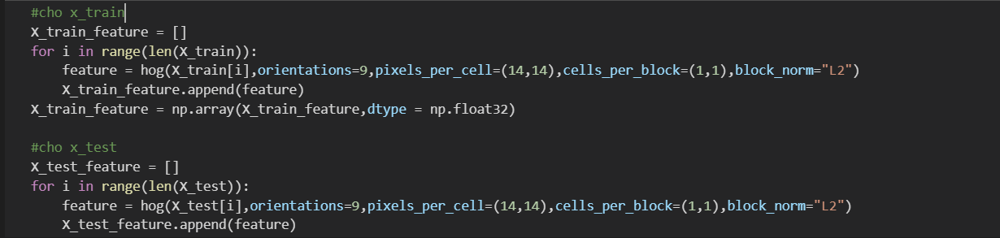 #cho x_train
X_train_feature = []
for i in range(len(X_train)):
feature = hog(X_train[i],orientations=9,pixels_per_cell=(14,14),cells_per_block=(1,1),block_norm="L2")
X_train_feature.append(feature)
X_train_feature = np.array(X_train_feature,dtype = np.float32)
#cho x_test
X_test_feature = []
for i in range(len(X_test)):
feature = hog(X_test[i],orientations=9,pixels_per_cell=(14,14),cells_per_block=(1,1),block_norm="L2")
X_test_feature.append(feature)